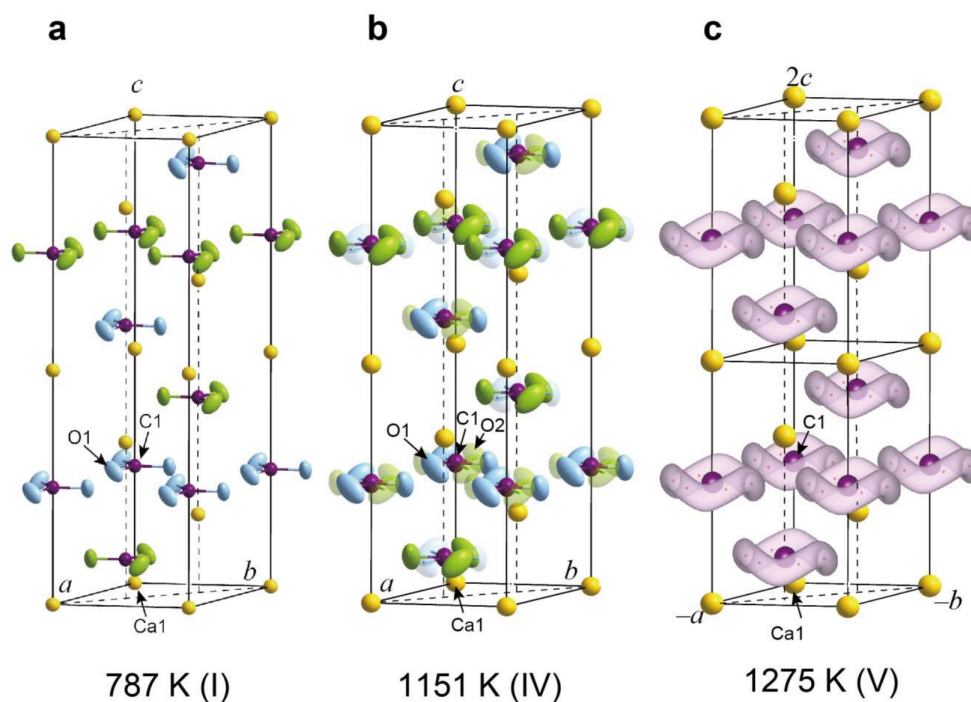 a
b
c
c
c
2c
O1
C1
a
b
Ca1
O1
C1
O2
a
b
Ca1
C1
–a
–b
Ca1
787 K (I)
1151 K (IV)
1275 K (V)